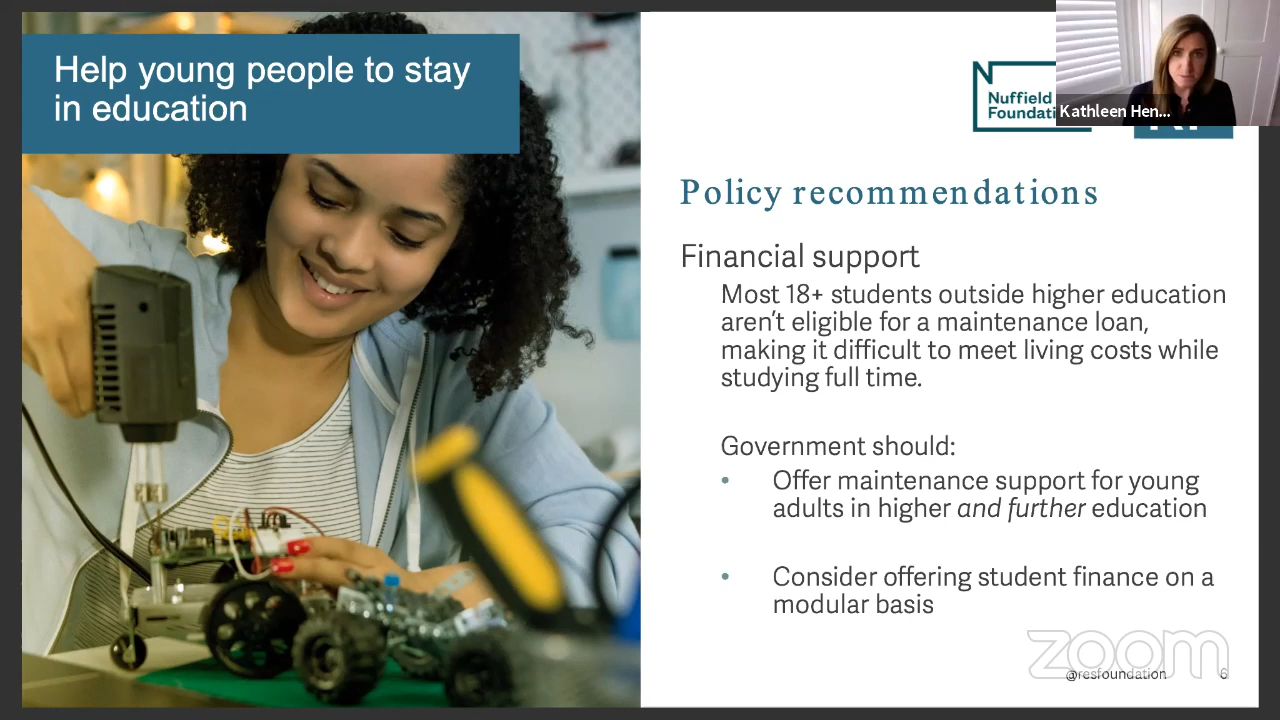 Help young people to stay
in education
Nuffield
Kathleen Hen...
Policy recommendations
Financial support
Most 18+ students outside higher education
aren't eligible for a maintenance loan,
making it difficult to meet living costs while
studying full time.
Government should:
• Offer maintenance support for young
adults in higher and further education
• Consider offering student finance on a
modular basis
zoom
@resfoundation
6